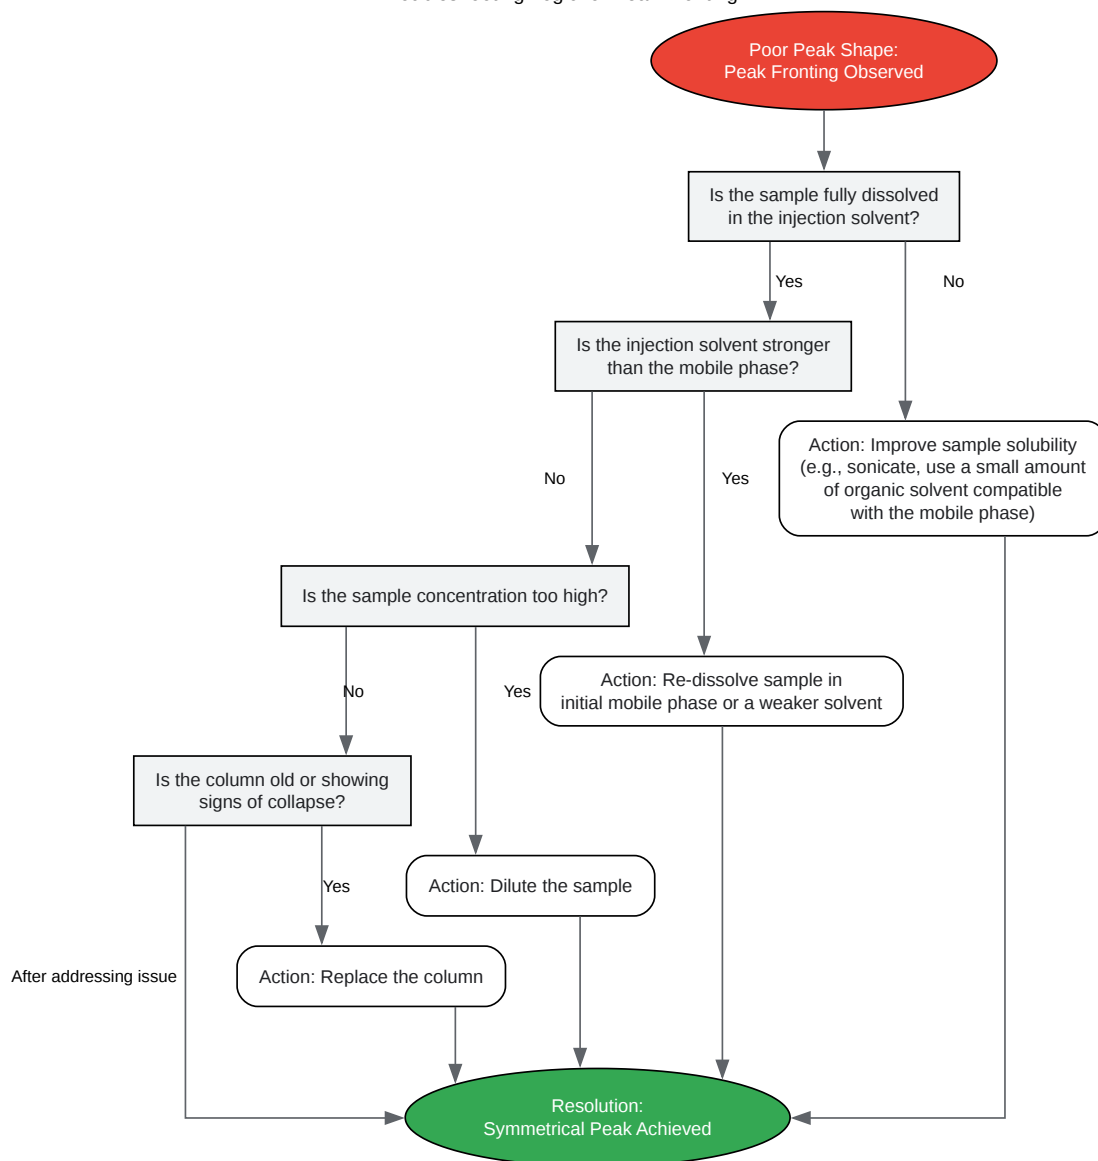 Poor Peak Shape:
Peak Fronting Observed
Is the sample fully dissolved
in the injection solvent?
Yes
No
Is the injection solvent stronger
than the mobile phase?
Action: Improve sample solubility
(e.g., sonicate, use a small amount
of organic solvent compatible
with the mobile phase)
No
Yes
Is the sample concentration too high?
Action: Re-dissolve sample in
initial mobile phase or a weaker solvent
No
Yes
Is the column old or showing
signs of collapse?
Action: Dilute the sample
Yes
After addressing issue
Action: Replace the column
Resolution:
Symmetrical Peak Achieved